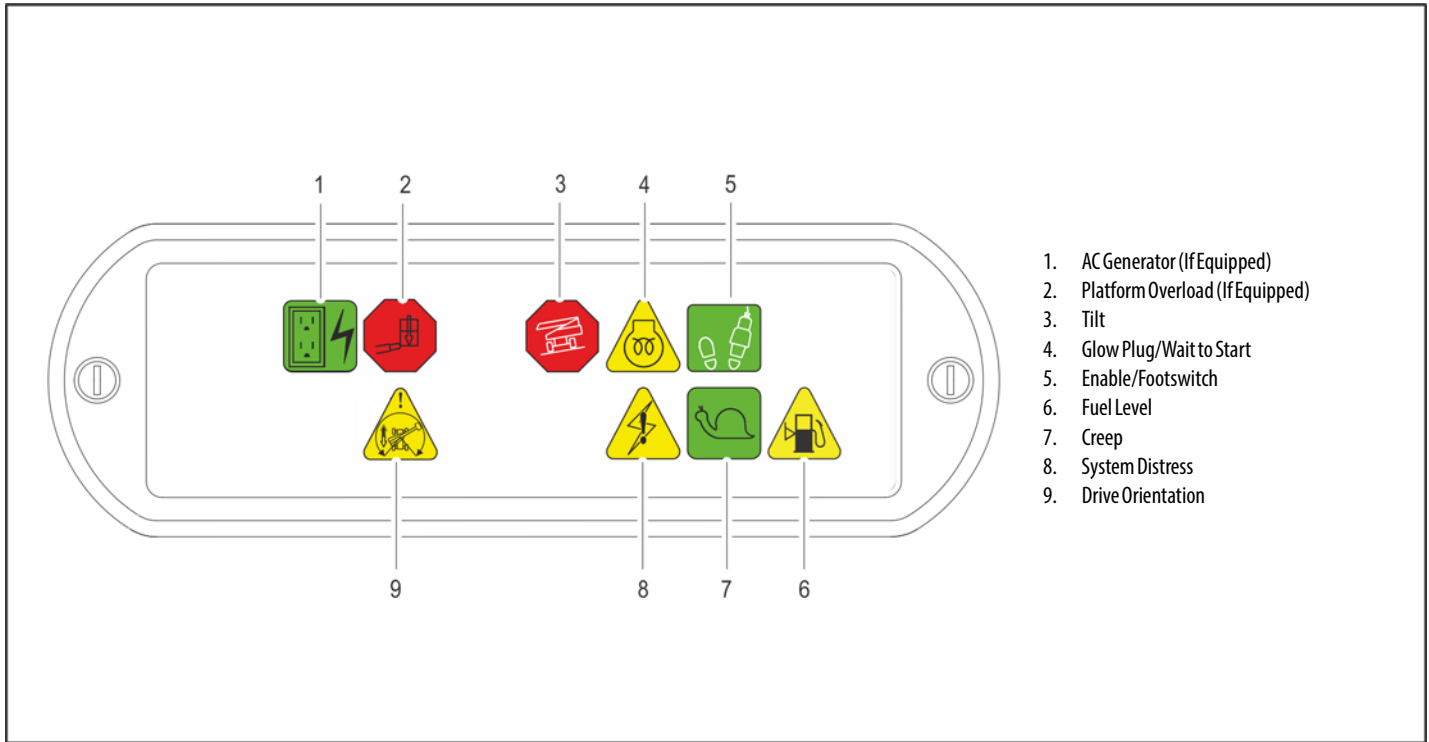 1 2 3 4 5
9 8 7 6
1. AC Generator (If Equipped)
2. Platform Overload (If Equipped)
3. Tilt
4. Glow Plug/Wait to Start
5. Enable/Footswitch
6. Fuel Level
7. Creep
8. System Distress
9. Drive Orientation